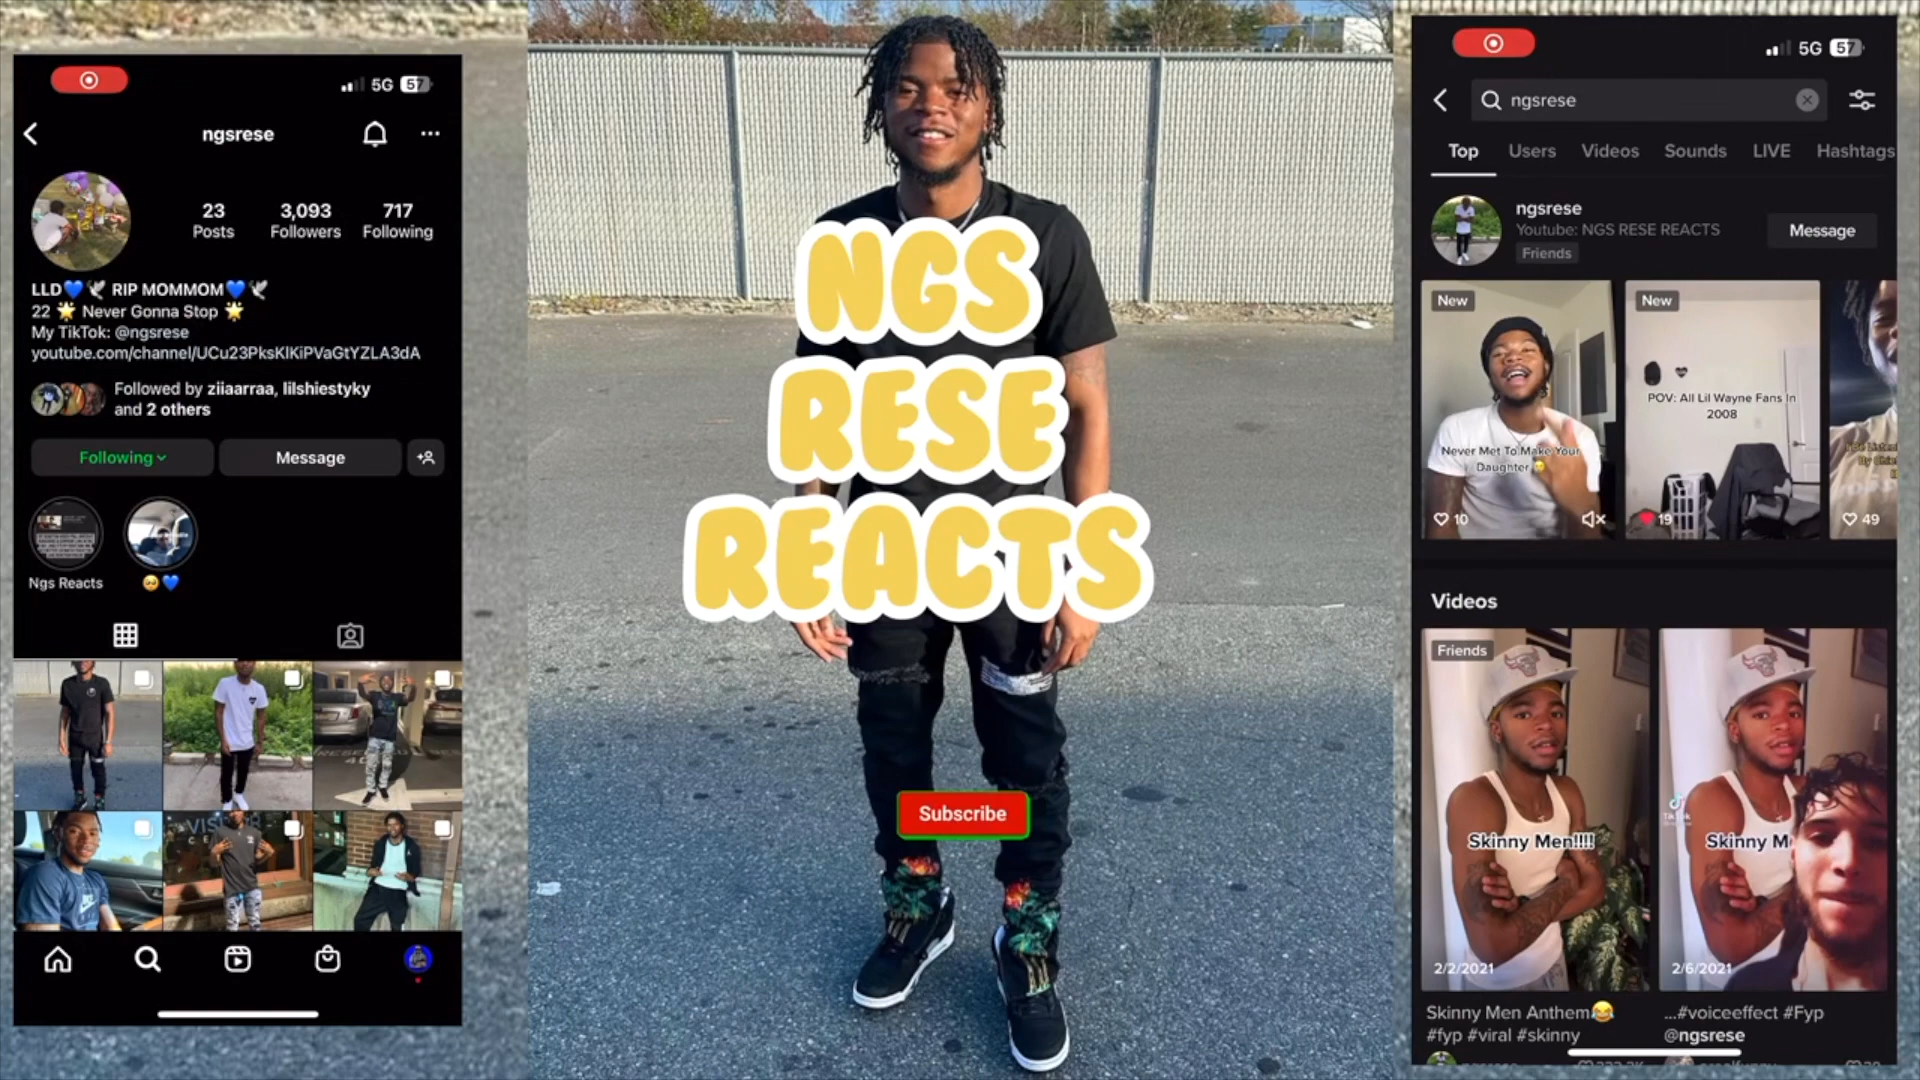 5G 57
ngsrese
23 3,093 717
Posts Followers Following
LLD💙🕊 RIP MOMMOM💙🕊
22 🌟 Never Gonna Stop 🌟
My TikTok: @ngsrese
youtube.com/channel/UCu23PksKlKiPVaGtYZLA3dA
Followed by ziiaarraa, lilshiestyky
and 2 others
Following
Message
Ngs Reacts
🥺💙
NGS
RESE
REACTS
Subscribe
5G 57
ngsrese
Top Users Videos Sounds LIVE Hashtags
ngsrese
Youtube: NGS RESE REACTS
Friends
Message
New
Never Met To Make Your
Daughter
10
New
POV: All Lil Wayne Fans In
2008
19
49
Videos
Friends
Skinny Men!!!!
2/2/2021
Skinny M
2/6/2021
Skinny Men Anthem😂
#fyp #viral #skinny
...#voiceeffect #Fyp
@ngsrese